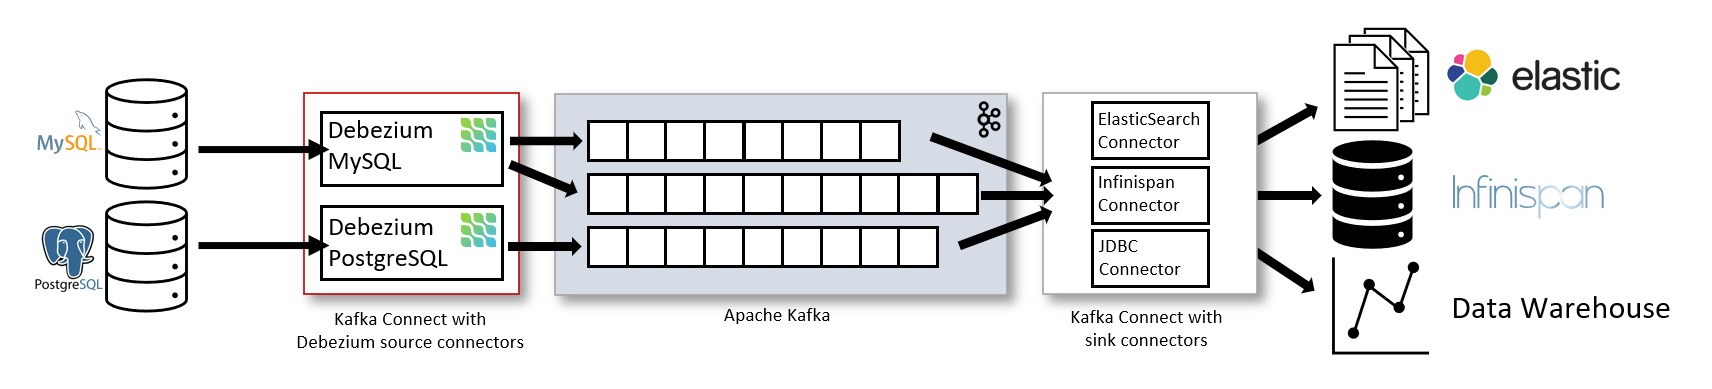 MySQL
PostgreSQL
Debezium
MySQL
Debezium
PostgreSQL
Kafka Connect with
Debezium source connectors
Apache Kafka
ElasticSearch
Connector
Infinispan
Connector
JDBC
Connector
Kafka Connect with
sink connectors
elastic
Infinispan
Data Warehouse